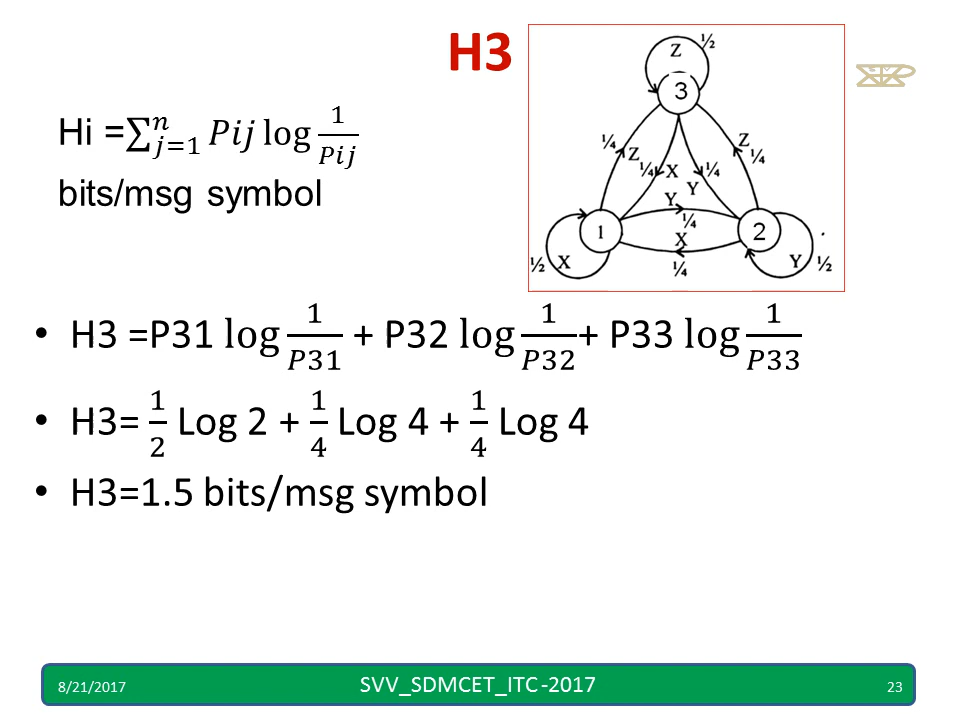 H3
Hi =∑_{j=1}^{n} Pij log 1/Pij
bits/msg symbol
Z ½
3
¼ Z ¼ X Y ¼ Z ¼
Y ¼
1 2
X ¼
½ X Y ½
• H3 =P31 log 1/P31 + P32 log 1/P32+ P33 log 1/P33
• H3= 1/2 Log 2 + 1/4 Log 4 + 1/4 Log 4
• H3=1.5 bits/msg symbol
8/21/2017 SVV_SDMCET_ITC -2017 23